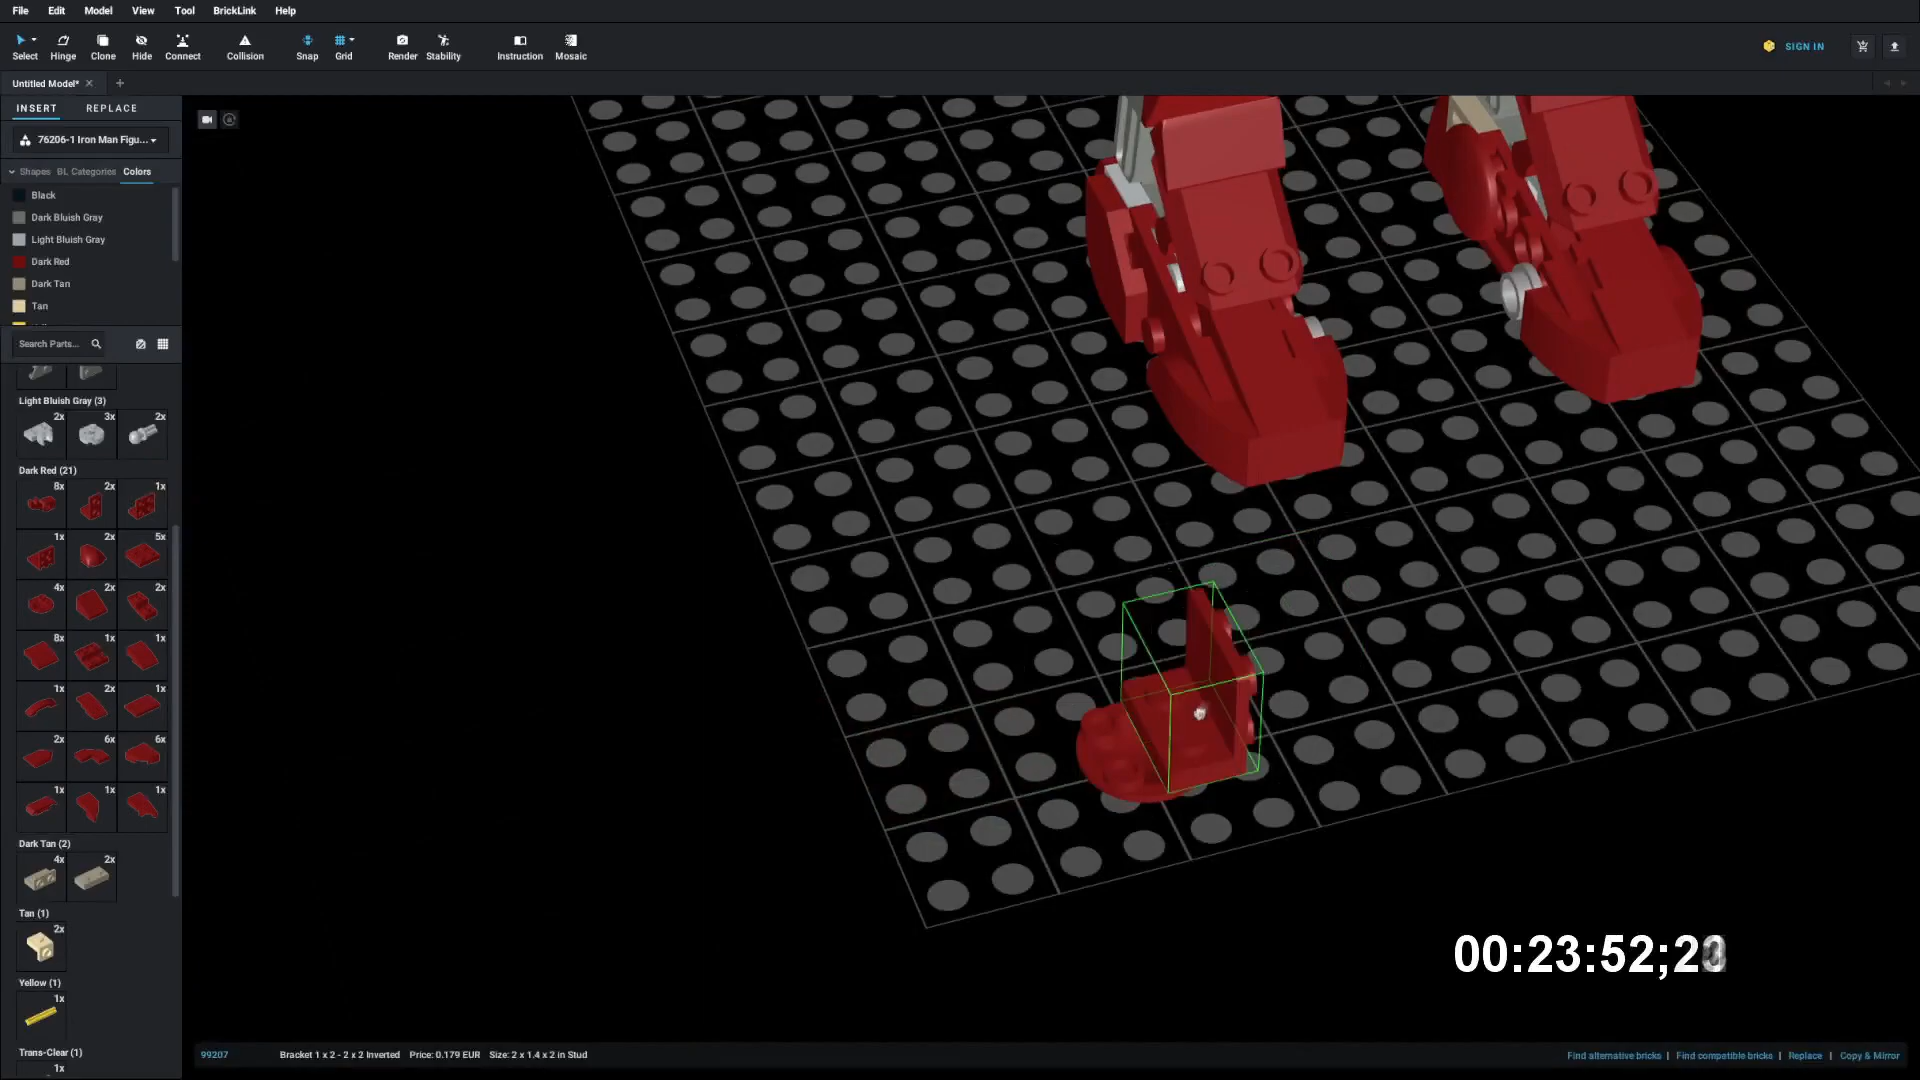 File Edit Model View Tool BrickLink Help
Select Hinge Clone Hide Connect Collision Snap Grid Render Stability Instruction Mosaic
SIGN IN
Untitled Model*
INSERT REPLACE
76206-1 Iron Man Figu...
Shapes BL Categories Colors
Black
Dark Bluish Gray
Light Bluish Gray
Dark Red
Dark Tan
Tan
Search Parts...
Light Bluish Gray (3)
2x 3x 2x
Dark Red (21)
8x 2x 1x
1x 2x 5x
4x 2x 2x
8x 1x 1x
1x 2x 1x
2x 6x 6x
1x 1x 1x
Dark Tan (2)
4x 2x
Tan (1)
2x
Yellow (1)
1x
Trans-Clear (1)
1x
00:23:52;2
99207 Bracket 1 x 2 - 2 x 2 Inverted Price: 0.179 EUR Size: 2 x 1.4 x 2 in Stud
Find alternative bricks | Find compatible bricks | Replace | Copy & Mirror